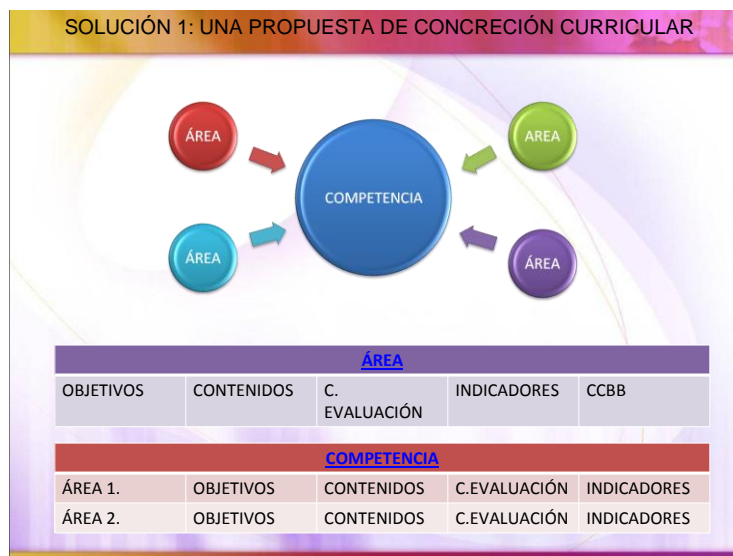 SOLUCIÓN 1: UNA PROPUESTA DE CONCRECIÓN CURRICULAR
ÁREA
AREA
COMPETENCIA
ÁREA
ÁREA
ÁREA
OBJETIVOS CONTENIDOS C. EVALUACIÓN INDICADORES CCBB
COMPETENCIA
ÁREA 1. OBJETIVOS CONTENIDOS C.EVALUACIÓN INDICADORES
ÁREA 2. OBJETIVOS CONTENIDOS C.EVALUACIÓN INDICADORES